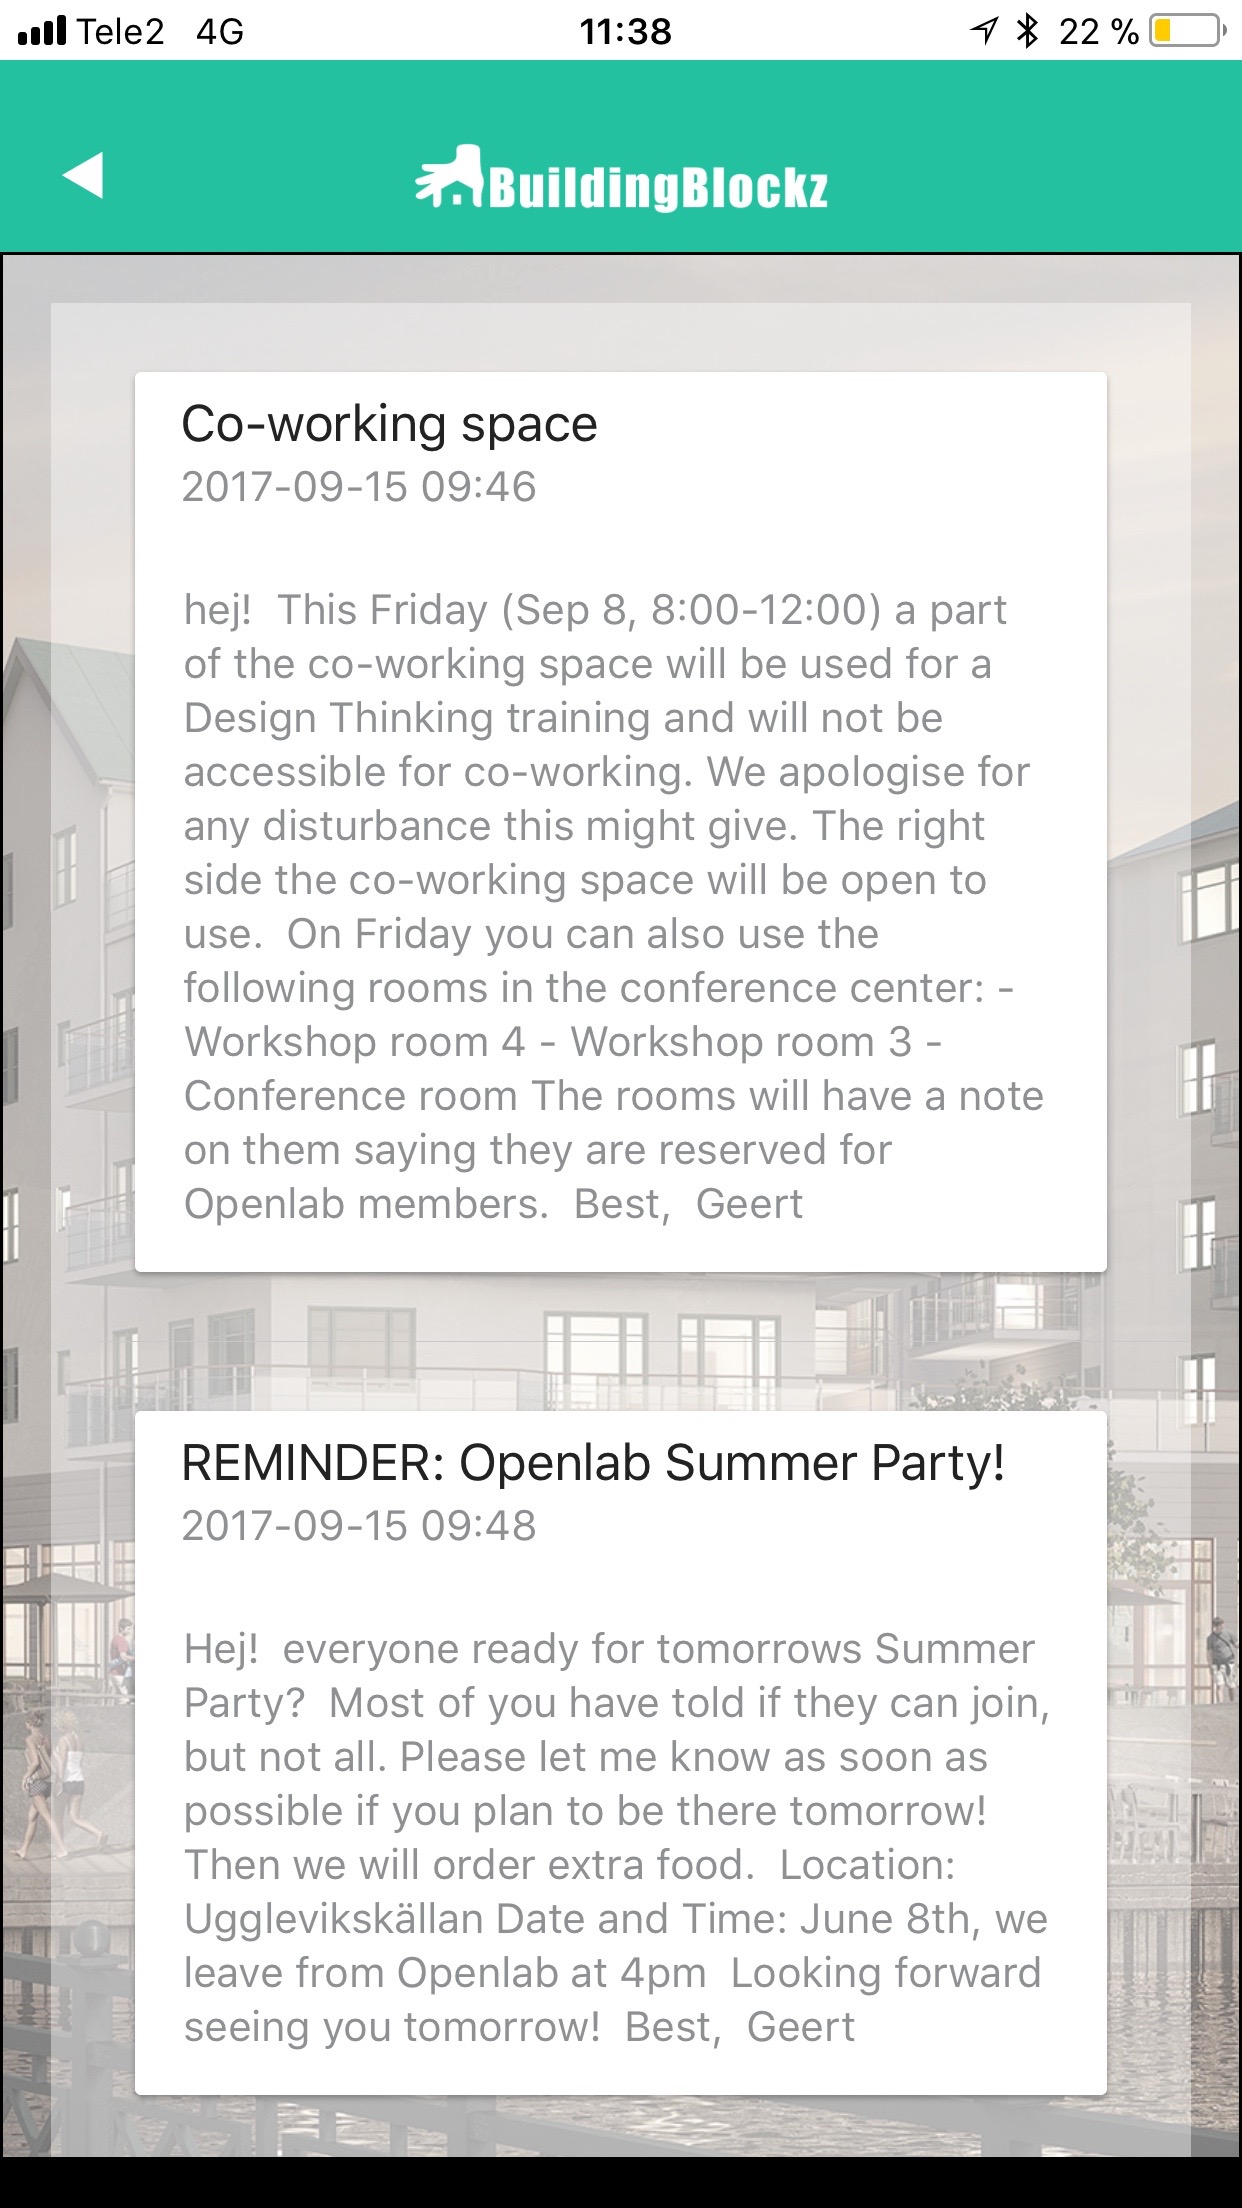 Tele2 4G 11:38 22 %
BuildingBlockz
Co-working space
2017-09-15 09:46
hej!  This Friday (Sep 8, 8:00-12:00) a part
of the co-working space will be used for a
Design Thinking training and will not be
accessible for co-working. We apologise for
any disturbance this might give. The right
side the co-working space will be open to
use.  On Friday you can also use the
following rooms in the conference center: -
Workshop room 4 - Workshop room 3 -
Conference room The rooms will have a note
on them saying they are reserved for
Openlab members.  Best,  Geert
REMINDER: Openlab Summer Party!
2017-09-15 09:48
Hej!  everyone ready for tomorrows Summer
Party?  Most of you have told if they can join,
but not all. Please let me know as soon as
possible if you plan to be there tomorrow!
Then we will order extra food.  Location:
Ugglevikskällan Date and Time: June 8th, we
leave from Openlab at 4pm  Looking forward
seeing you tomorrow!  Best,  Geert